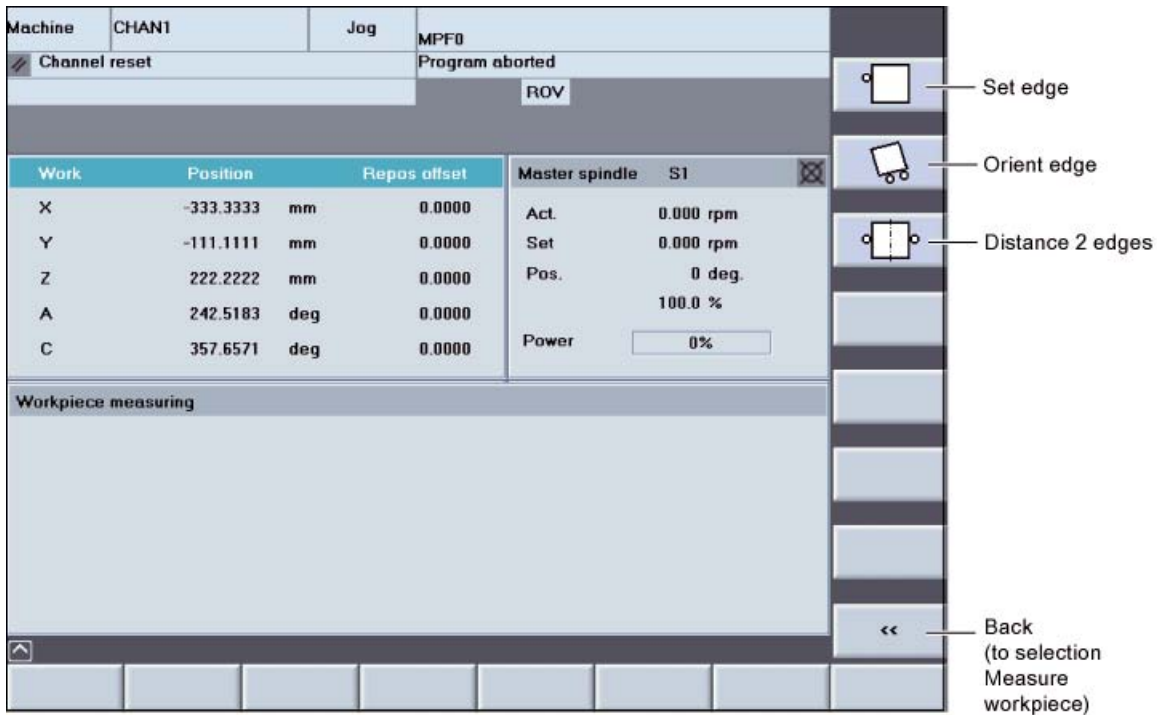 Machine CHAN1 Jog MPF0
Channel reset Program aborted
ROV
Work Position Repos offset
X -333.3333 mm 0.0000
Y -111.1111 mm 0.0000
Z 222.2222 mm 0.0000
A 242.5183 deg 0.0000
C 357.6571 deg 0.0000
Master spindle S1
Act. 0.000 rpm
Set 0.000 rpm
Pos. 0 deg.
100.0 %
Power 0%
Workpiece measuring
<<
Set edge
Orient edge
Distance 2 edges
Back
(to selection
Measure
workpiece)